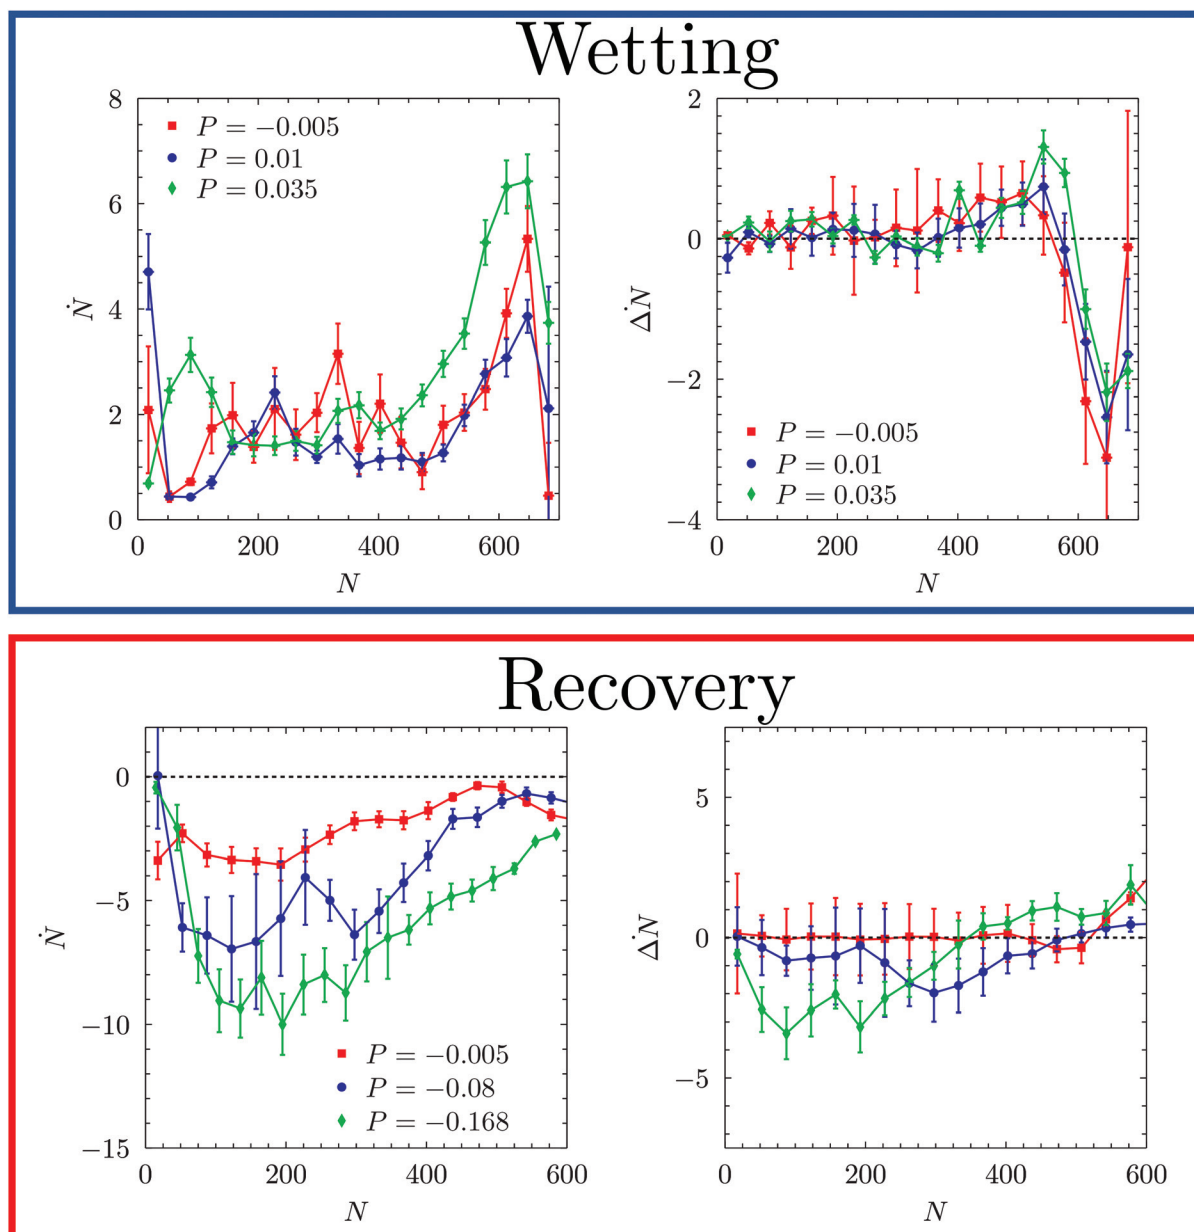 Wetting
8
6
4
2
0
Ṅ
P = −0.005
P = 0.01
P = 0.035
0 200 400 600
N
2
0
−2
−4
ΔṄ
P = −0.005
P = 0.01
P = 0.035
0 200 400 600
N
Recovery
0
−5
−10
−15
Ṅ
P = −0.005
P = −0.08
P = −0.168
0 200 400 600
N
5
0
−5
ΔṄ
0 200 400 600
N